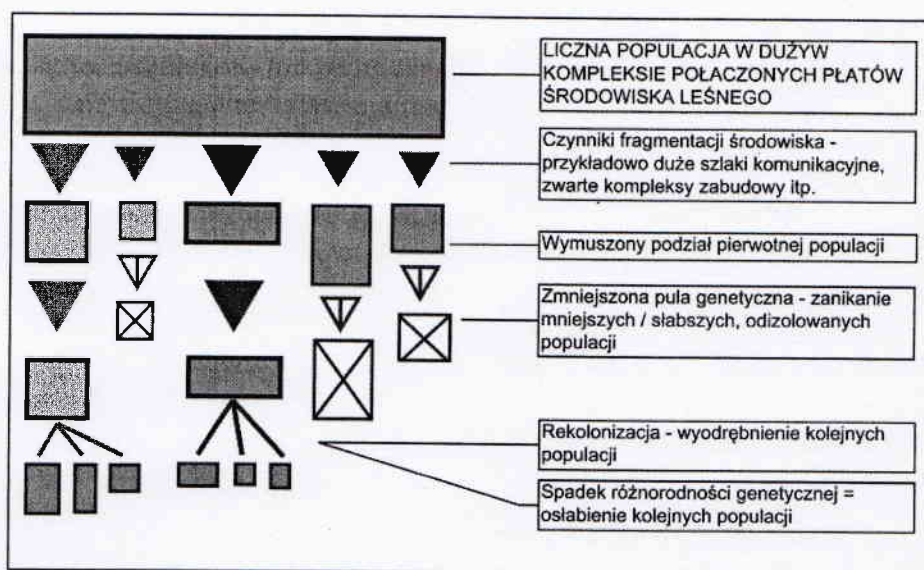 LICZNA POPULACJA W DUŻYW
KOMPLEKSIE POŁACZONYCH PŁATÓW
ŚRODOWISKA LEŚNEGO
Czynniki fragmentacji środowiska -
przykładowo duże szlaki komunikacyjne,
zwarte kompleksy zabudowy itp.
Wymuszony podział pierwotnej populacji
Zmniejszona pula genetyczna - zanikanie
mniejszych / słabszych, odizolowanych
populacji
Rekolonizacja - wyodrębnienie kolejnych
populacji
Spadek różnorodności genetycznej =
osłabienie kolejnych populacji